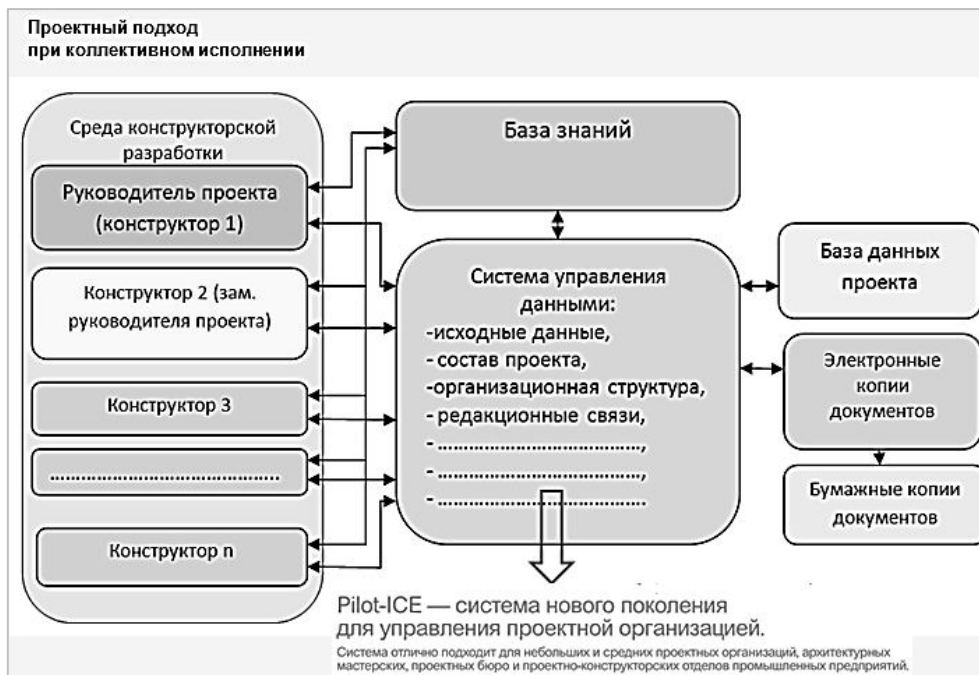 Проектный подход
при коллективном исполнении
Среда конструкторской
разработки
Руководитель проекта
(конструктор 1)
Конструктор 2 (зам.
руководителя проекта)
Конструктор 3
................................................
Конструктор n
База знаний
Система управления
данными:
-исходные данные,
- состав проекта,
-организационная структура,
- редакционные связи,
- ....................................,
- ....................................,
- ....................................
База данных
проекта
Электронные
копии
документов
Бумажные копии
документов
Pilot-ICE — система нового поколения
для управления проектной организацией.
Система отлично подходит для небольших и средних проектных организаций, архитектурных
мастерских, проектных бюро и проектно-конструкторских отделов промышленных предприятий.